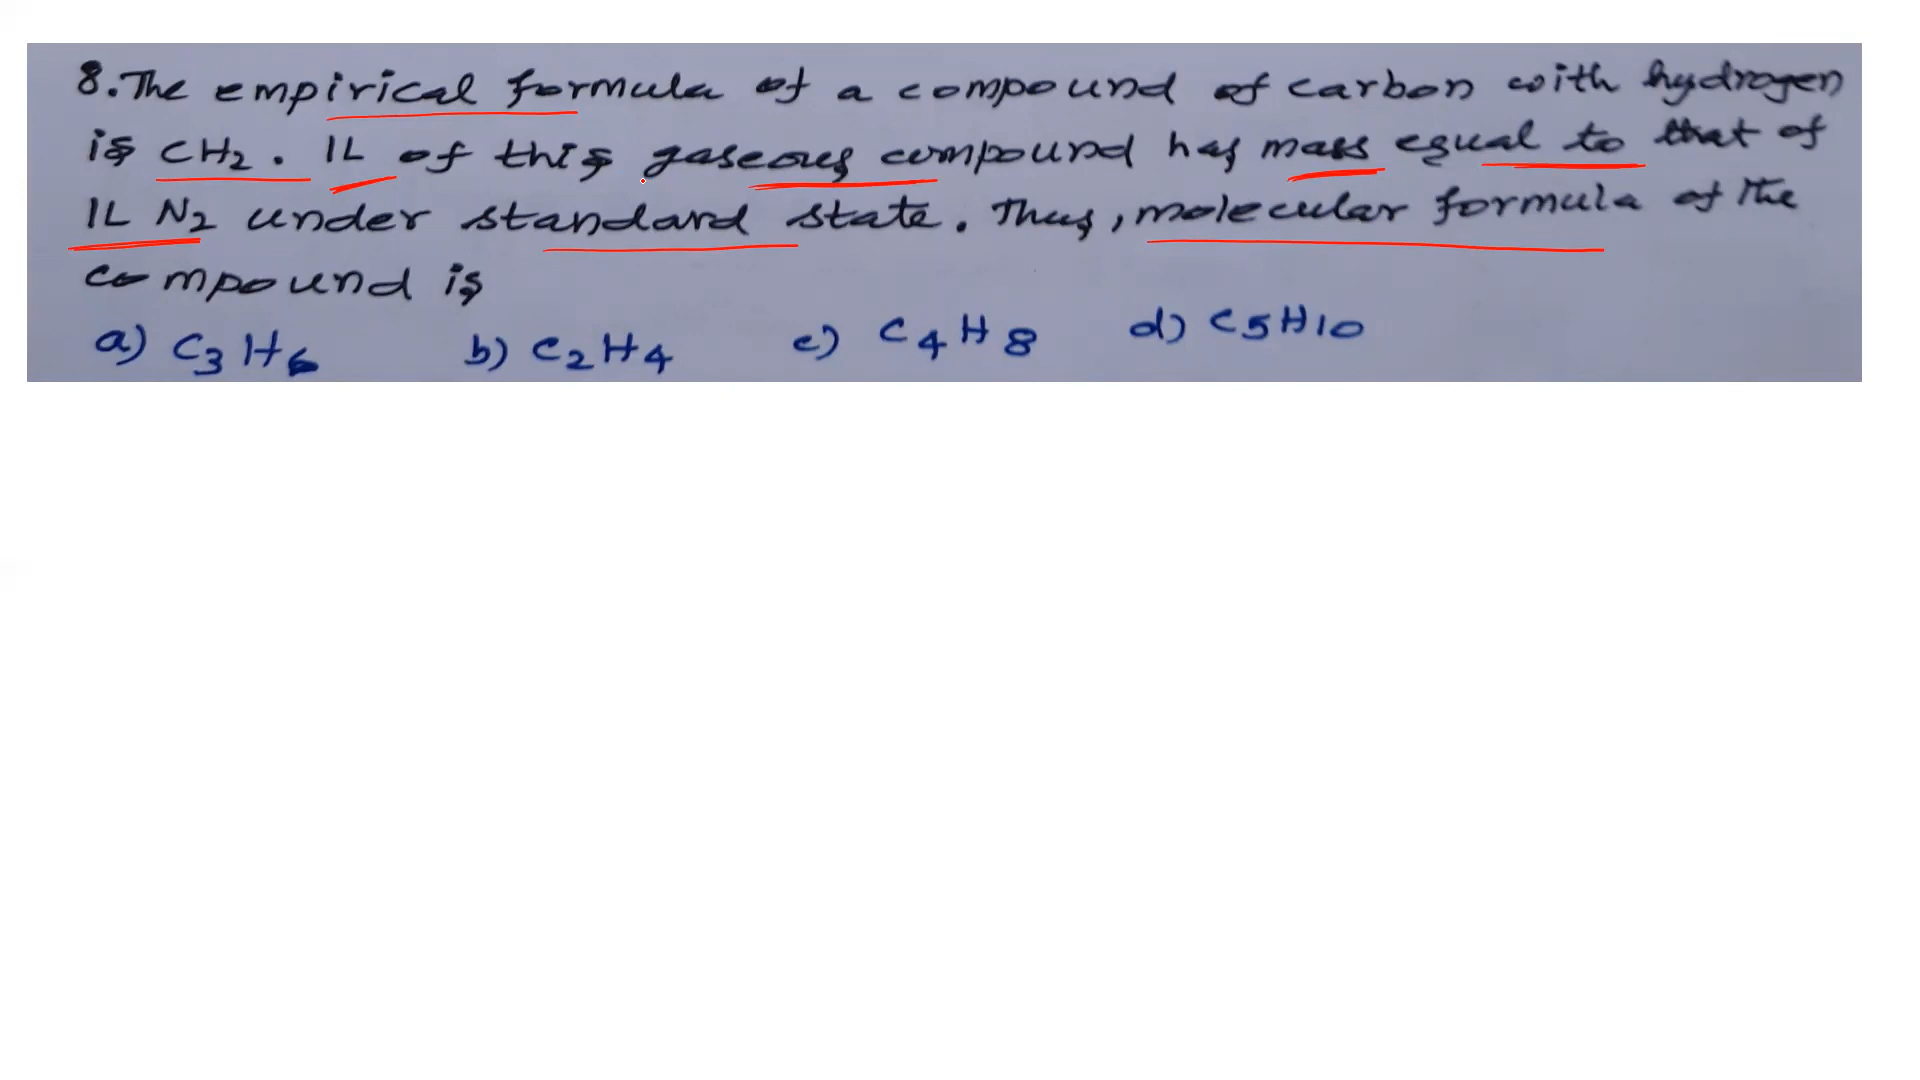 8. The empirical formula of a compound of carbon with hydrogen
is CH2. 1L of this gaseous compound has mass equal to that of
1L N2 under standard state. Thus, molecular formula of the
compound is
a) C3H6 b) C2H4 c) C4H8 d) C5H10